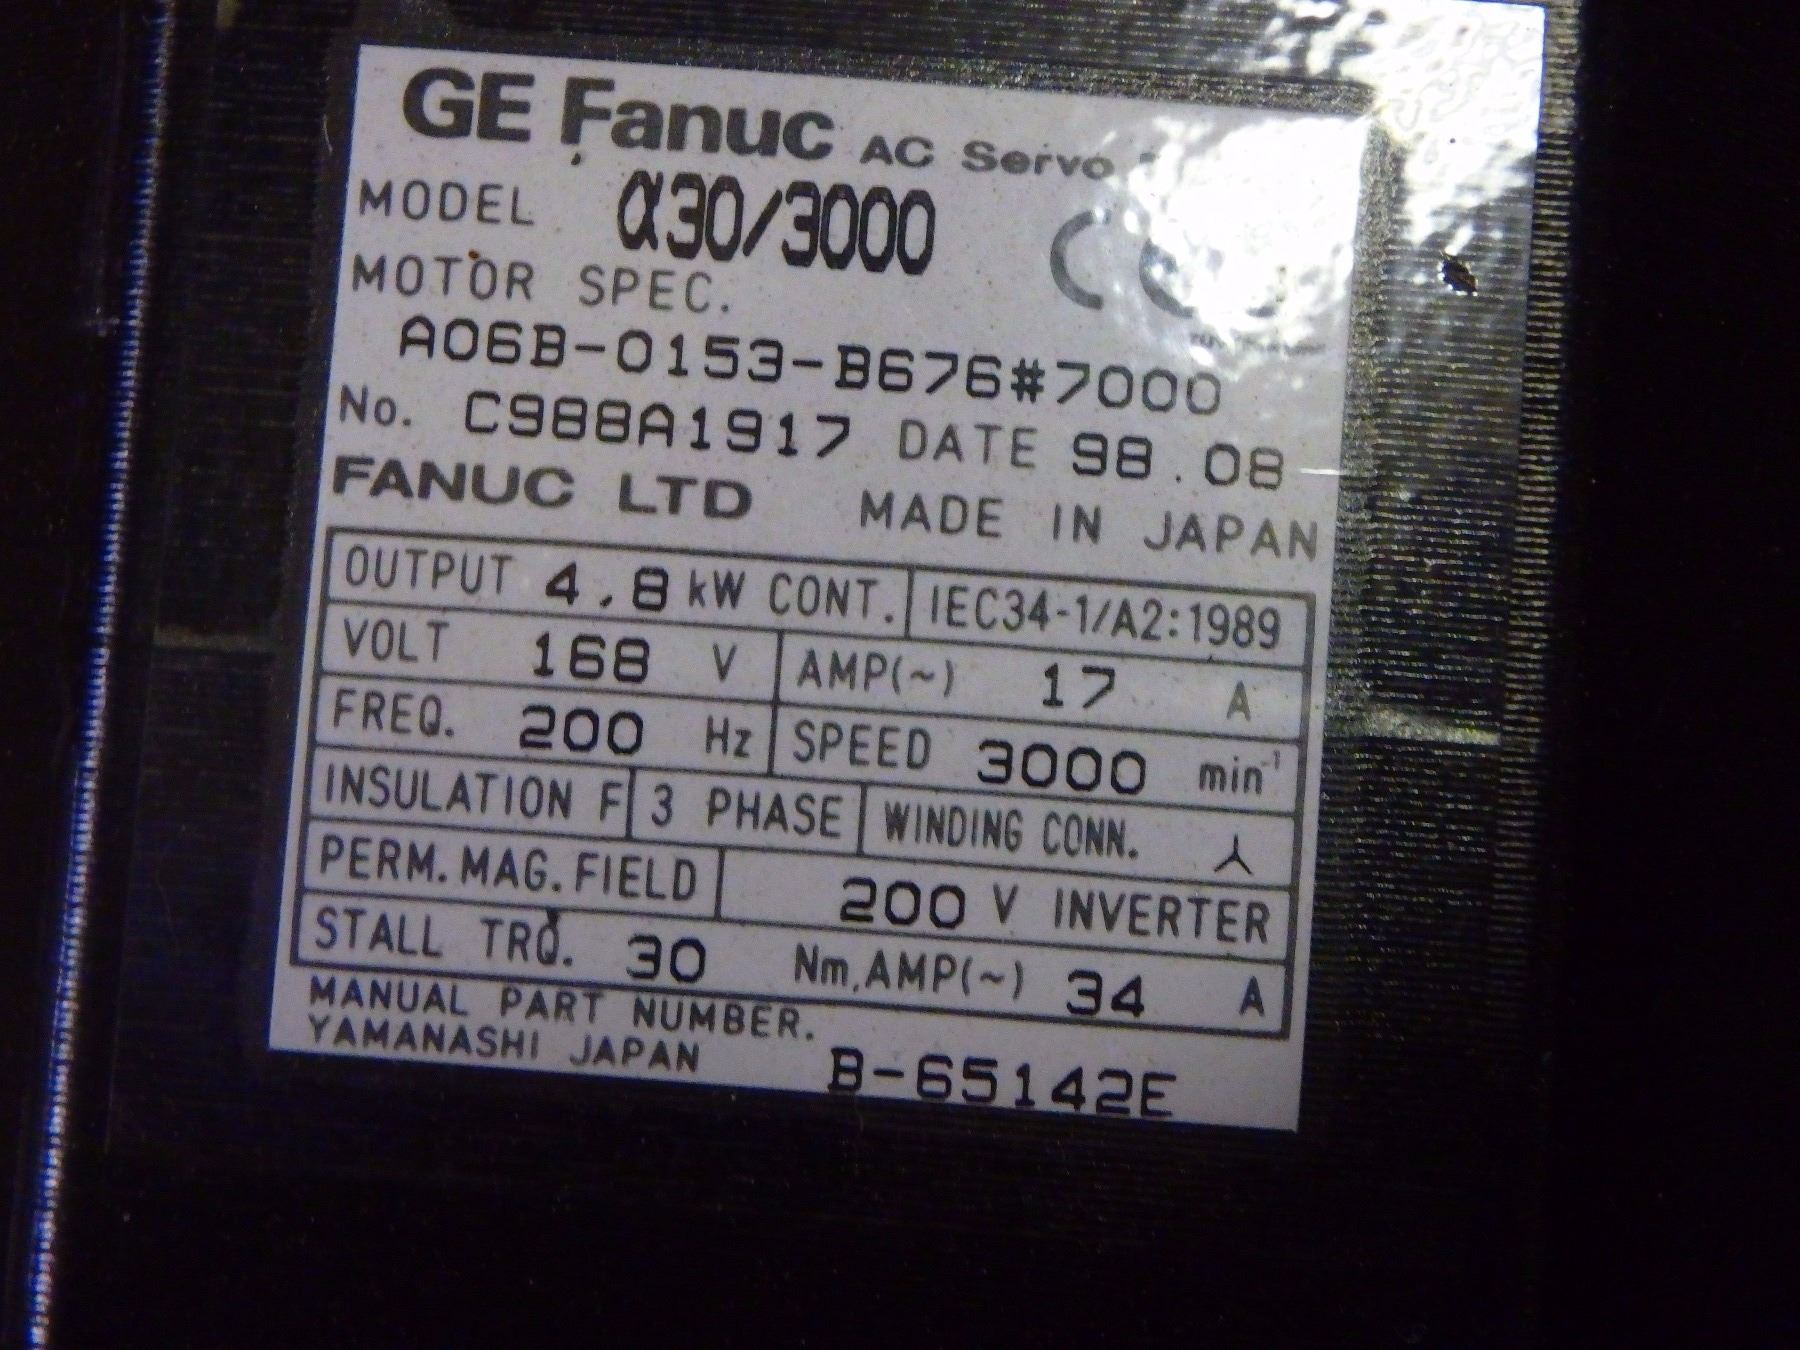 GE Fanuc AC Servo
MODEL α30/3000
CE
MOTOR SPEC.
A06B-0153-B676#7000
No. C988A1917 DATE 98.08
FANUC LTD MADE IN JAPAN
OUTPUT 4.8 kW CONT. IEC34-1/A2:1989
VOLT 168 V AMP(~) 17 A
FREQ. 200 Hz SPEED 3000 min⁻¹
INSULATION F 3 PHASE WINDING CONN.
PERM. MAG. FIELD 200 V INVERTER
STALL TRQ. 30 Nm, AMP(~) 34 A
MANUAL PART NUMBER.
YAMANASHI JAPAN B-65142E